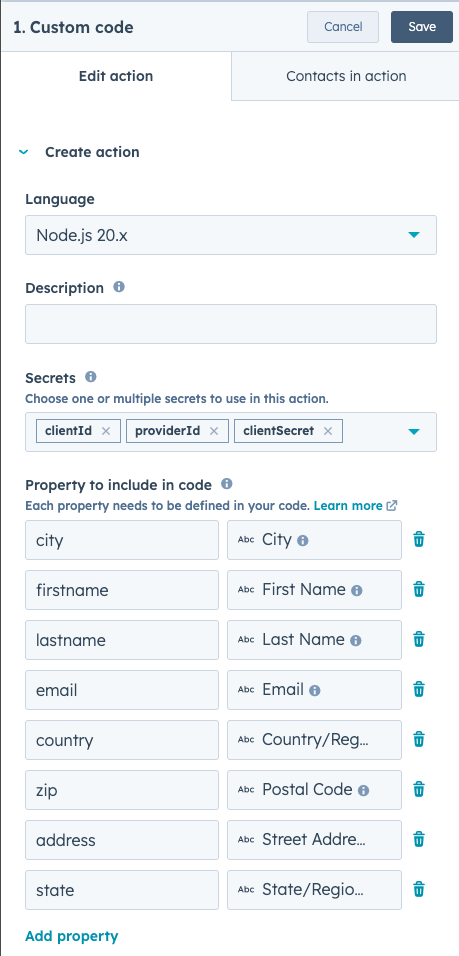 1. Custom code
Cancel
Save
Edit action
Contacts in action
Create action
Language
Node.js 20.x
Description
Secrets
Choose one or multiple secrets to use in this action.
clientId × providerId × clientSecret ×
Property to include in code
Each property needs to be defined in your code. Learn more
city Abc City
firstname Abc First Name
lastname Abc Last Name
email Abc Email
country Abc Country/Reg...
zip Abc Postal Code
address Abc Street Addre...
state Abc State/Regio...
Add property